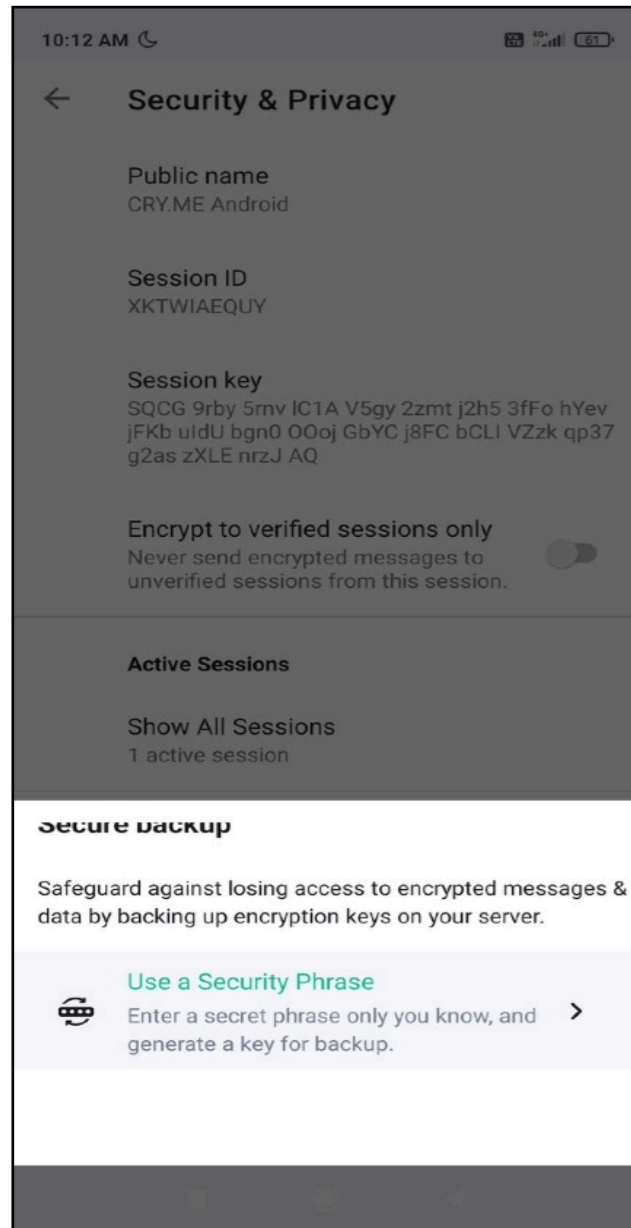 10:12 AM
4G+
61
Security & Privacy
Public name
CRY.ME Android
Session ID
XKTWIAEQUY
Session key
SQCG 9rby 5rnv lC1A V5gy 2zmt j2h5 3fFo hYev
jFKb uldU bgn0 OOoj GbYC j8FC bCLI VZzk qp37
g2as zXLE nrzJ AQ
Encrypt to verified sessions only
Never send encrypted messages to
unverified sessions from this session.
Active Sessions
Show All Sessions
1 active session
Secure backup
Safeguard against losing access to encrypted messages &
data by backing up encryption keys on your server.
Use a Security Phrase
Enter a secret phrase only you know, and
generate a key for backup.